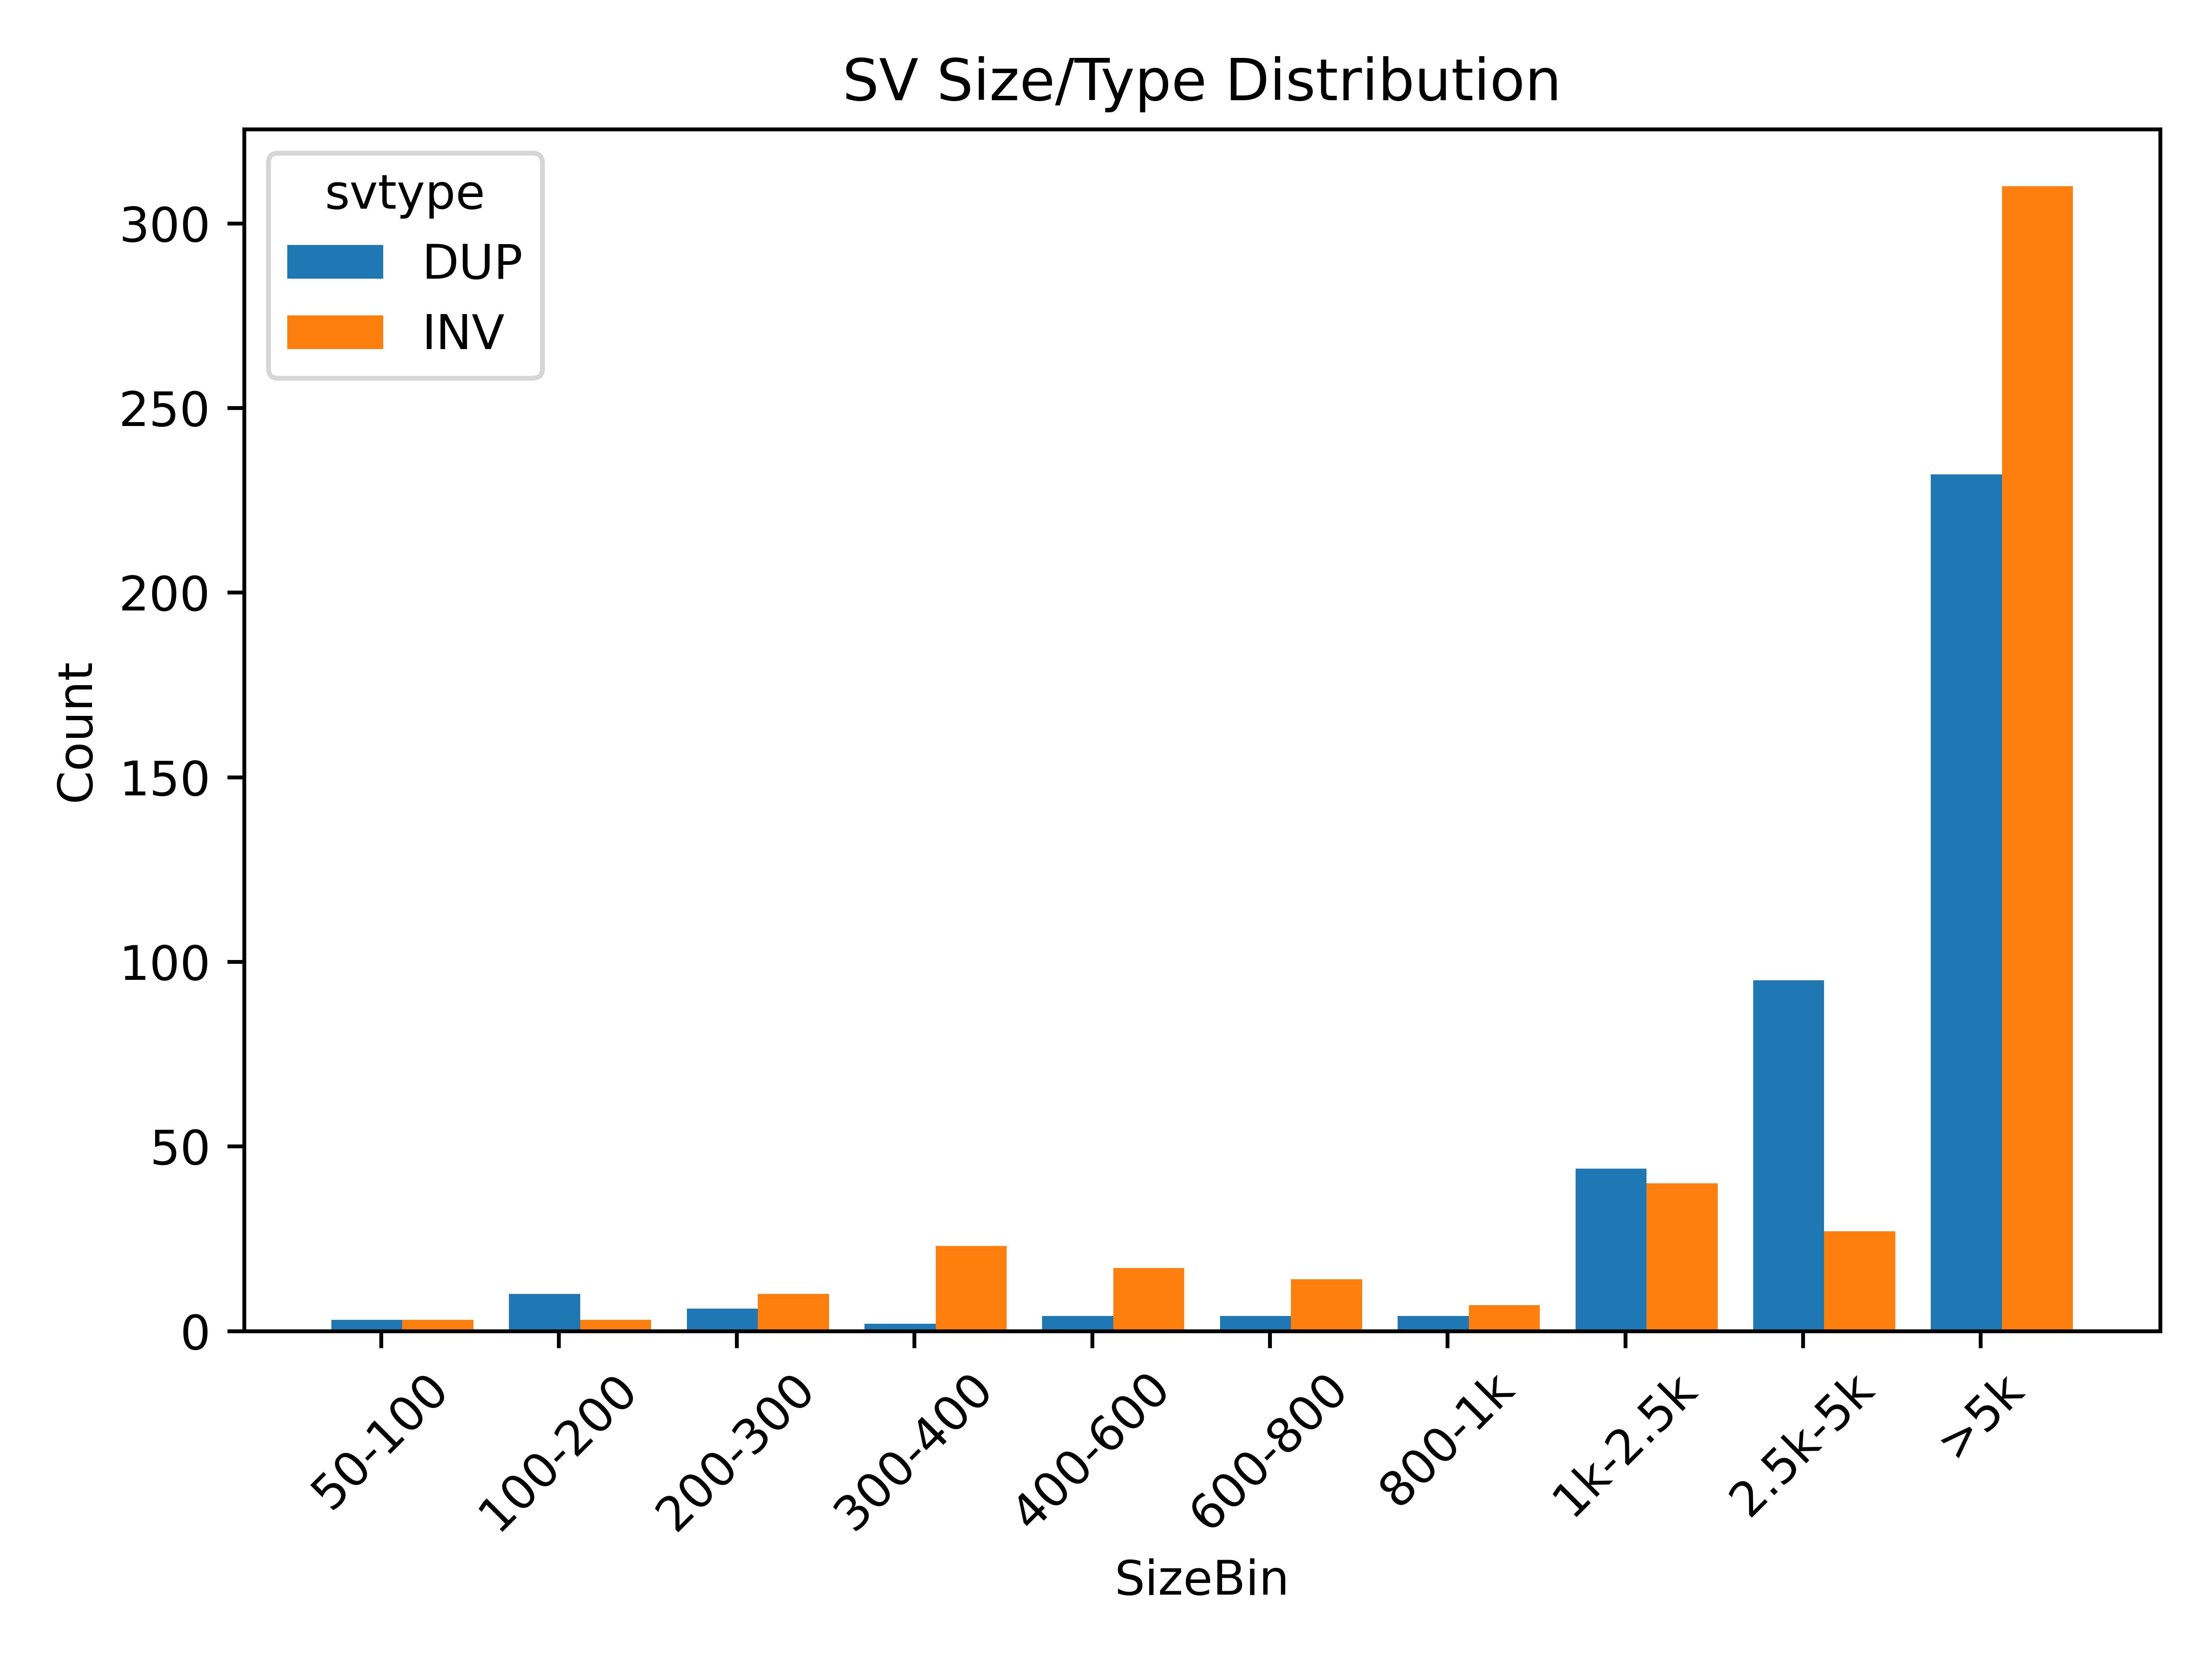 SV Size/Type Distribution
svtype
DUP
INV
300
250
200
150
100
50
0
Count
50-100
100-200
200-300
300-400
400-600
600-800
800-1k
1k-2.5k
2.5k-5k
>5k
SizeBin